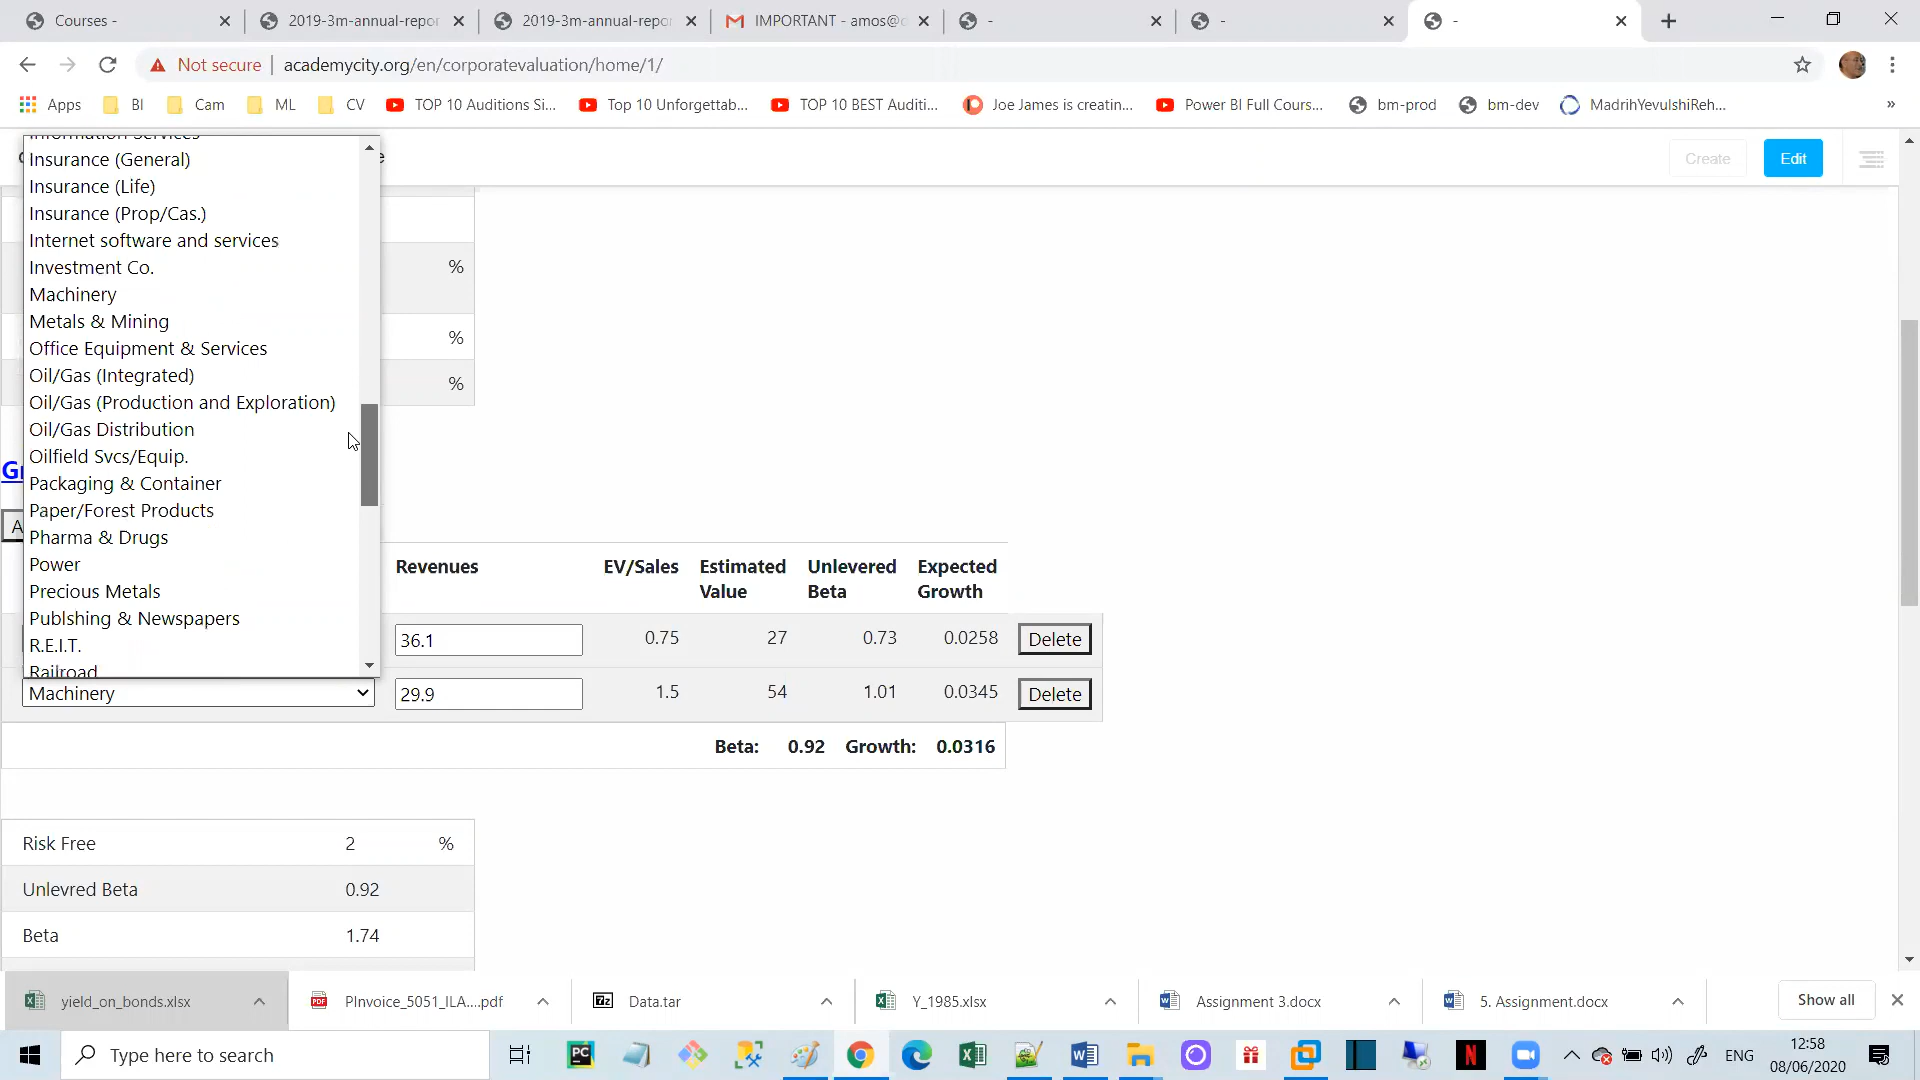 Courses -
2019-3m-annual-repor
2019-3m-annual-repor
IMPORTANT - amos@
-
-
-
Not secure | academycity.org/en/corporatevaluation/home/1/
Apps
BI
Cam
ML
CV
TOP 10 Auditions Si...
Top 10 Unforgettab...
TOP 10 BEST Auditi...
Joe James is creatin...
Power BI Full Cours...
bm-prod
bm-dev
MadrihYevulshiReh...
»
Create
Edit
Information Services
Insurance (General)
Insurance (Life)
Insurance (Prop/Cas.)
Internet software and services
Investment Co.
Machinery
Metals & Mining
Office Equipment & Services
Oil/Gas (Integrated)
Oil/Gas (Production and Exploration)
Oil/Gas Distribution
Oilfield Svcs/Equip.
Packaging & Container
Paper/Forest Products
Pharma & Drugs
Power
Precious Metals
Publshing & Newspapers
R.E.I.T.
Railroad
%
%
%
Revenues EV/Sales Estimated Value Unlevered Beta Expected Growth
36.1 0.75 27 0.73 0.0258 Delete
Machinery 29.9 1.5 54 1.01 0.0345 Delete
Beta: 0.92 Growth: 0.0316
Risk Free 2 %
Unlevred Beta 0.92
Beta 1.74
yield_on_bonds.xlsx
PInvoice_5051_ILA....pdf
Data.tar
Y_1985.xlsx
Assignment 3.docx
5. Assignment.docx
Show all
Type here to search
ENG
12:58
08/06/2020